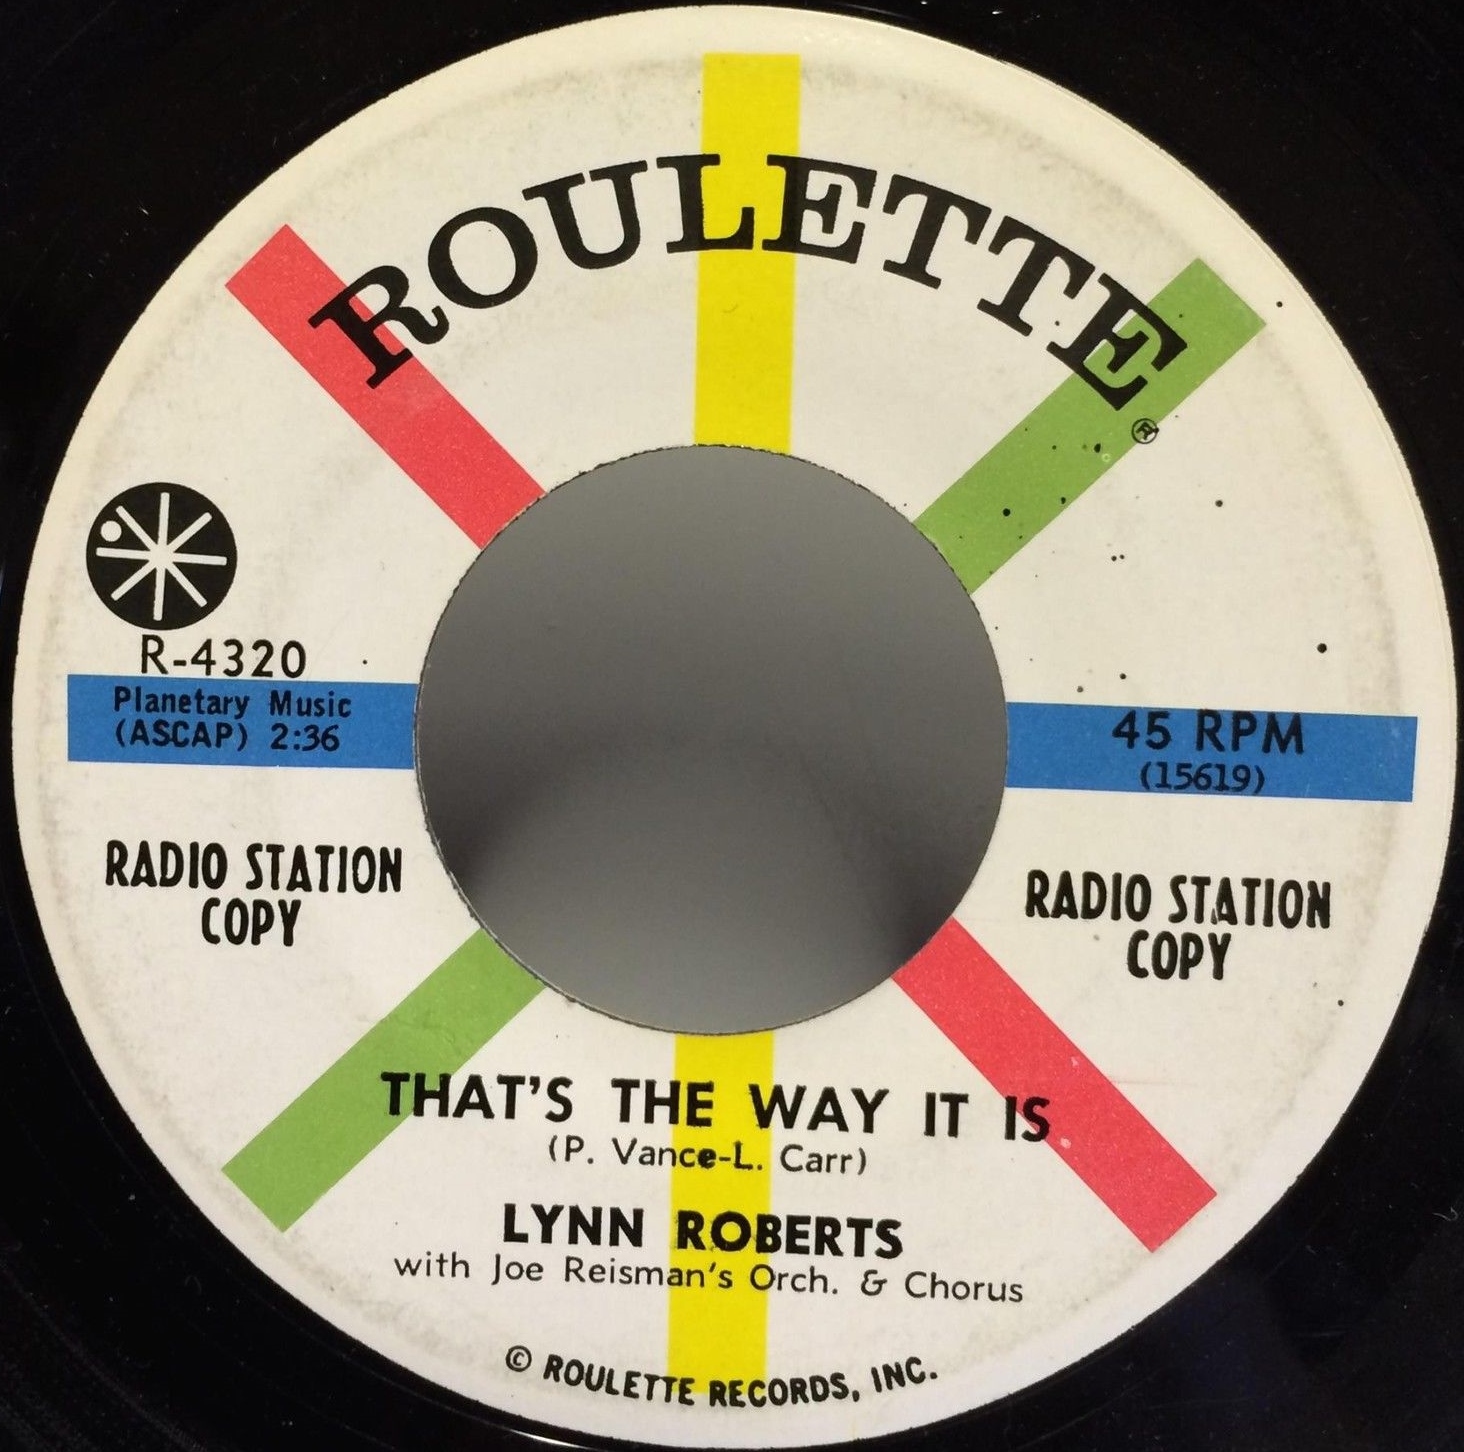 ROULETTE®
R-4320
Planetary Music
(ASCAP) 2:36
45 RPM
(15619)
RADIO STATION
COPY
RADIO STATION
COPY
THAT'S THE WAY IT IS
(P. Vance-L. Carr)
LYNN ROBERTS
with Joe Reisman's Orch. & Chorus
© ROULETTE RECORDS, INC.